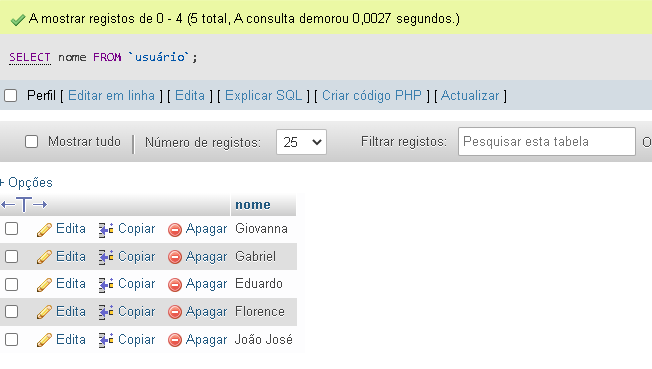 A mostrar registos de 0 - 4 (5 total, A consulta demorou 0,0027 segundos.)
SELECT nome FROM `usuário`;
Perfil [ Editar em linha ] [ Edita ] [ Explicar SQL ] [ Criar código PHP ] [ Actualizar ]
Mostrar tudo | Número de registos: 25 Filtrar registos: Pesquisar esta tabela O
+ Opções
←T→ nome
Edita Copiar Apagar Giovanna
Edita Copiar Apagar Gabriel
Edita Copiar Apagar Eduardo
Edita Copiar Apagar Florence
Edita Copiar Apagar João José